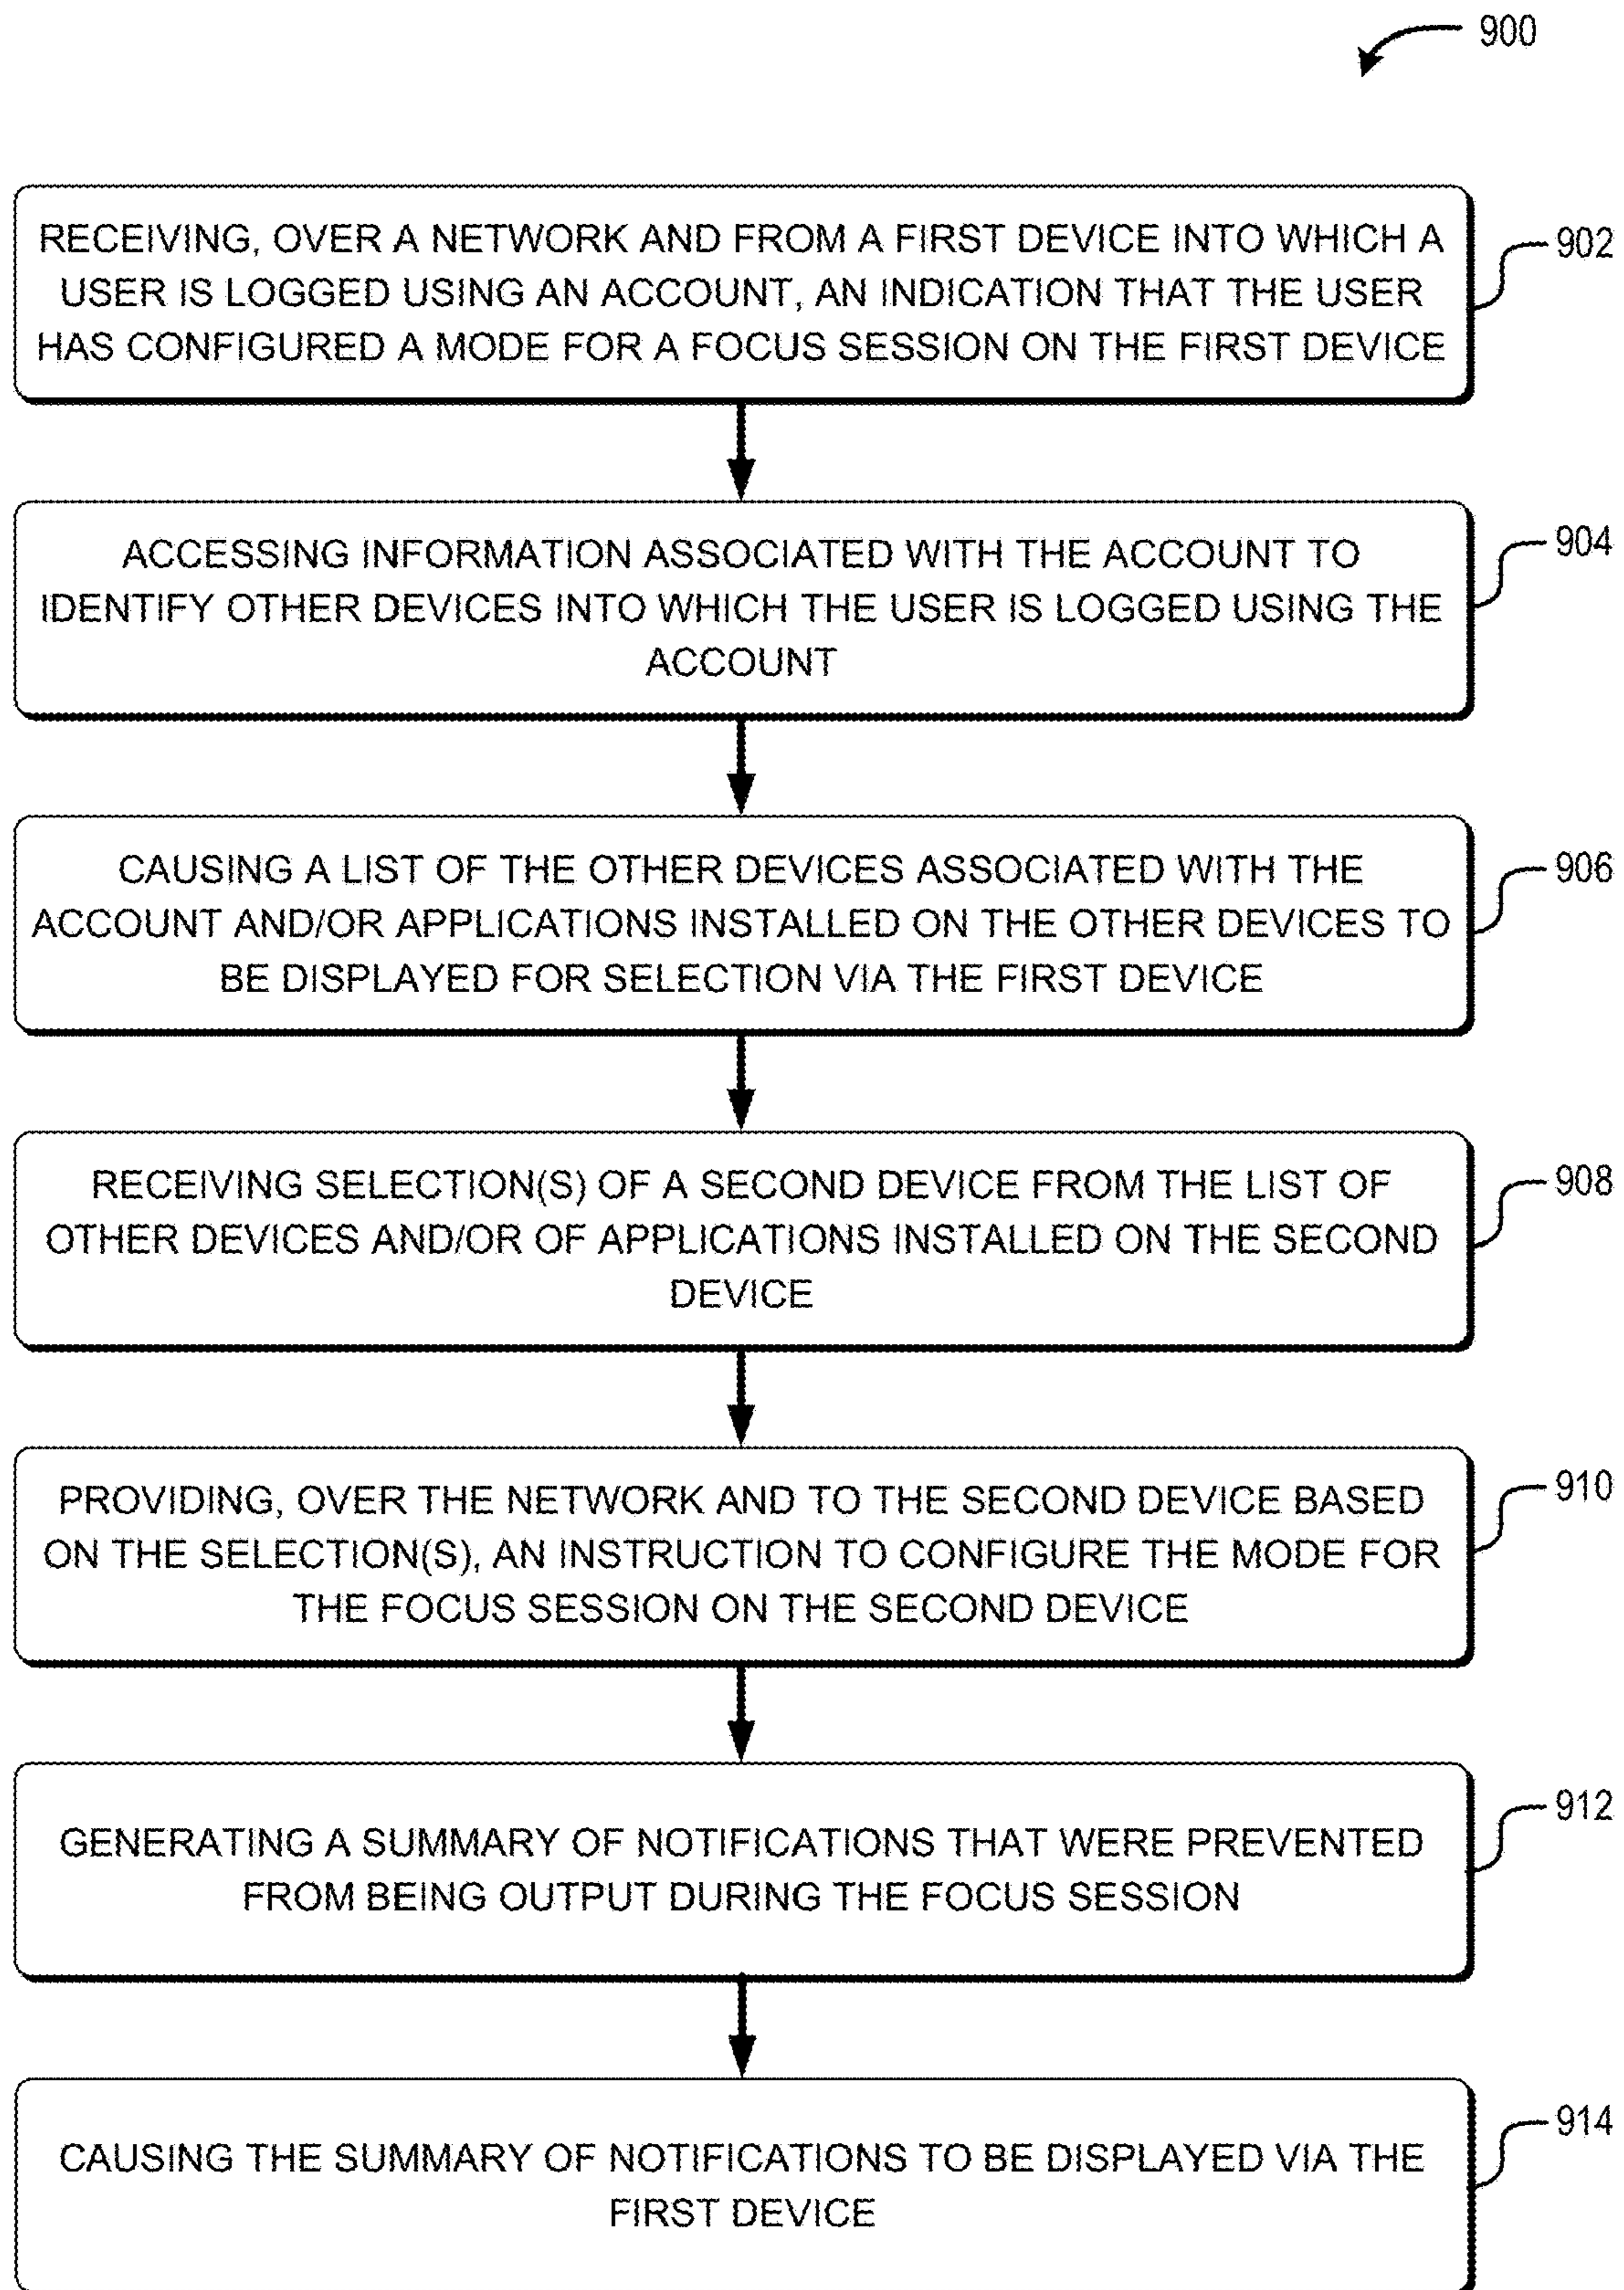 900
RECEIVING, OVER A NETWORK AND FROM A FIRST DEVICE INTO WHICH A
USER IS LOGGED USING AN ACCOUNT, AN INDICATION THAT THE USER
HAS CONFIGURED A MODE FOR A FOCUS SESSION ON THE FIRST DEVICE
902
ACCESSING INFORMATION ASSOCIATED WITH THE ACCOUNT TO
IDENTIFY OTHER DEVICES INTO WHICH THE USER IS LOGGED USING THE
ACCOUNT
904
CAUSING A LIST OF THE OTHER DEVICES ASSOCIATED WITH THE
ACCOUNT AND/OR APPLICATIONS INSTALLED ON THE OTHER DEVICES TO
BE DISPLAYED FOR SELECTION VIA THE FIRST DEVICE
906
RECEIVING SELECTION(S) OF A SECOND DEVICE FROM THE LIST OF
OTHER DEVICES AND/OR OF APPLICATIONS INSTALLED ON THE SECOND
DEVICE
908
PROVIDING, OVER THE NETWORK AND TO THE SECOND DEVICE BASED
ON THE SELECTION(S), AN INSTRUCTION TO CONFIGURE THE MODE FOR
THE FOCUS SESSION ON THE SECOND DEVICE
910
GENERATING A SUMMARY OF NOTIFICATIONS THAT WERE PREVENTED
FROM BEING OUTPUT DURING THE FOCUS SESSION
912
CAUSING THE SUMMARY OF NOTIFICATIONS TO BE DISPLAYED VIA THE
FIRST DEVICE
914